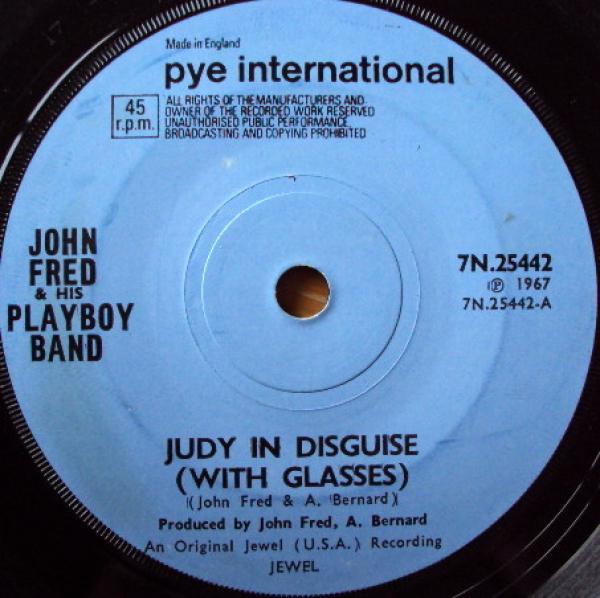 Made in England
pye international
45
r.p.m.
ALL RIGHTS OF THE MANUFACTURERS AND
OWNER OF THE RECORDED WORK RESERVED
UNAUTHORISED PUBLIC PERFORMANCE
BROADCASTING AND COPYING PROHIBITED
JOHN
FRED
& HIS
PLAYBOY
BAND
7N.25442
Ⓟ 1967
7N.25442-A
JUDY IN DISGUISE
(WITH GLASSES)
(John Fred & A. Bernard)
Produced by John Fred, A. Bernard
An Original Jewel (U.S.A.) Recording
JEWEL